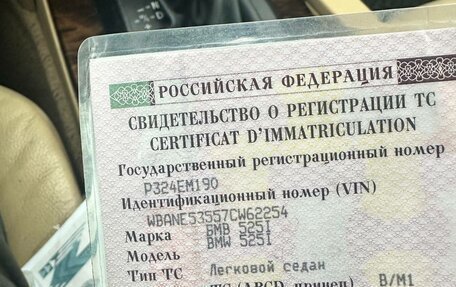 РОССИЙСКАЯ ФЕДЕРАЦИЯ
СВИДЕТЕЛЬСТВО О РЕГИСТРАЦИИ ТС
CERTIFICAT D'IMMATRICULATION
Государственный регистрационный номер
Р324ЕМ190
Идентификационный номер (VIN)
WBANE53557CW62254
Марка БМВ 525I
Модель BMW 525I
Тип ТС Легковой седан
B/M1